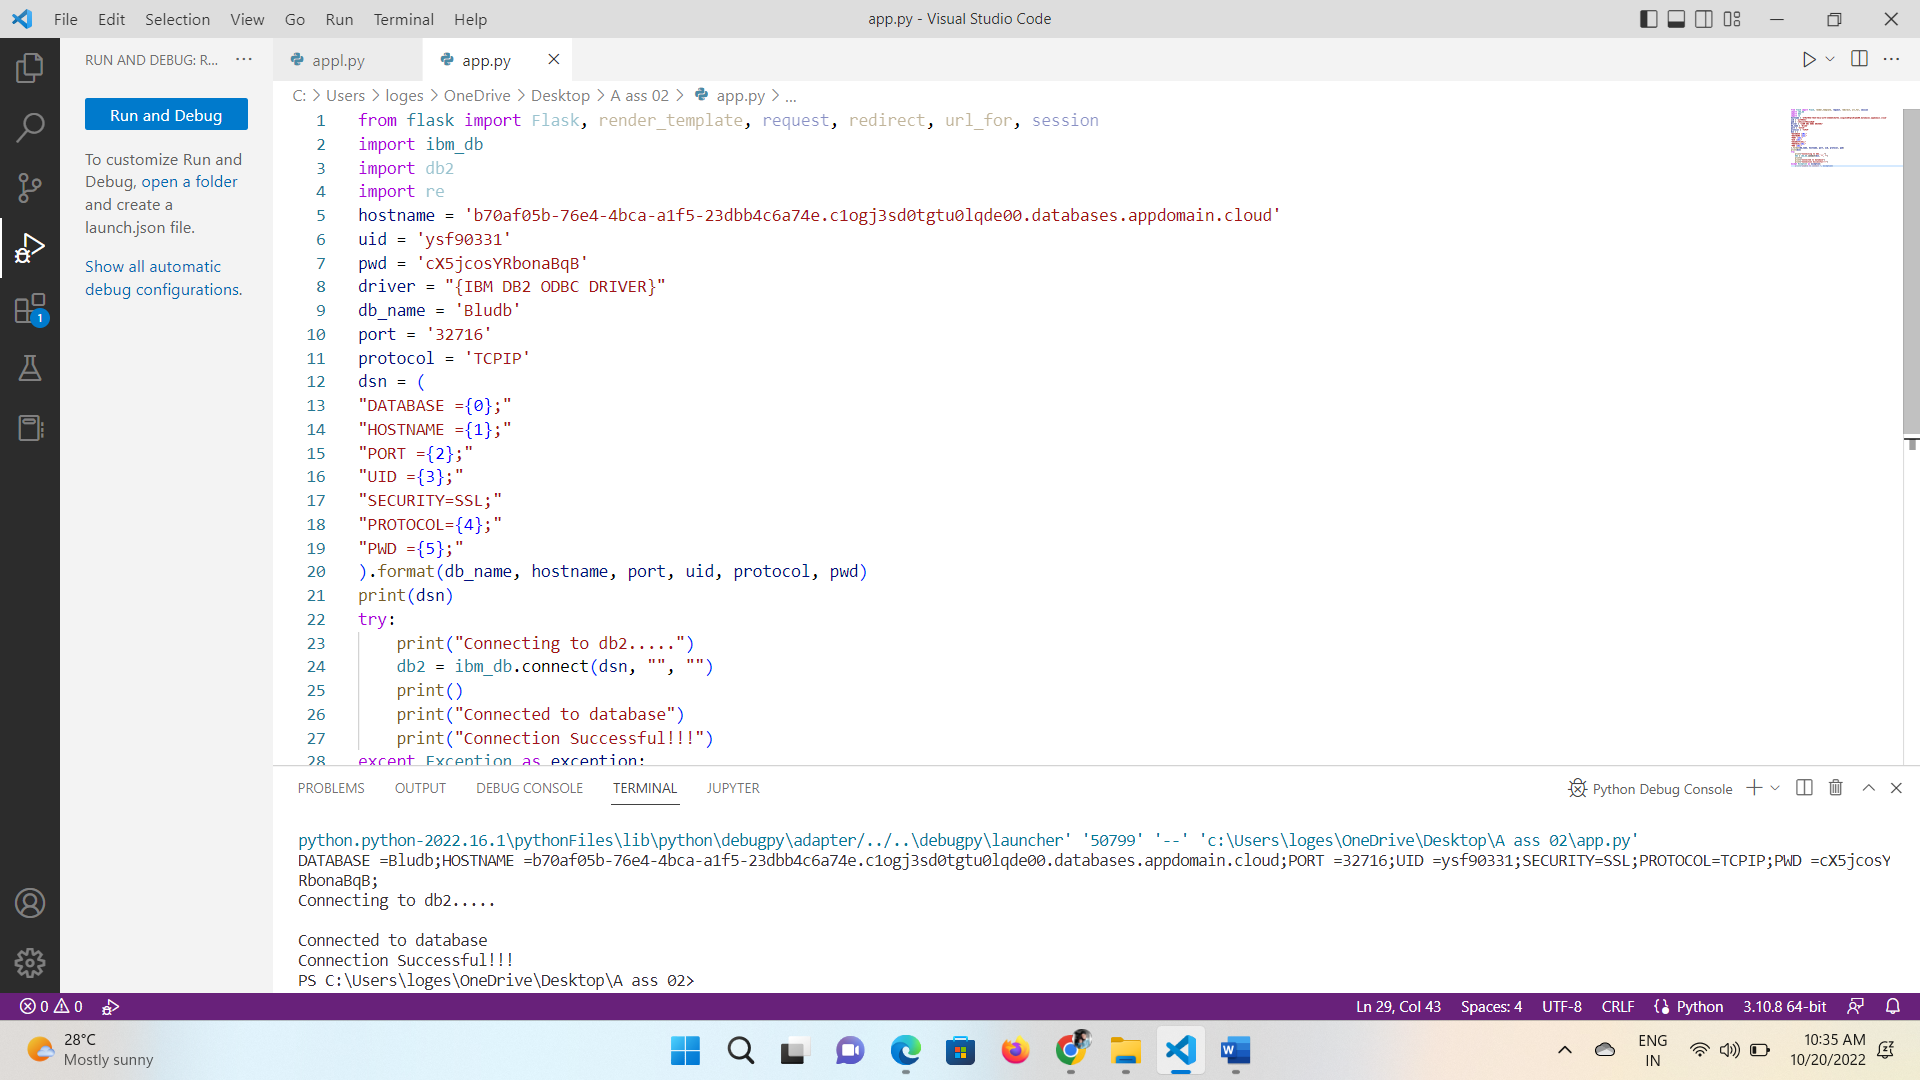 File Edit Selection View Go Run Terminal Help
app.py - Visual Studio Code
RUN AND DEBUG: R... ···
appl.py
app.py
Run and Debug
To customize Run and
Debug, open a folder
and create a
launch.json file.
Show all automatic
debug configurations.
1
C: > Users > loges > OneDrive > Desktop > A ass 02 > app.py > ...
1 from flask import Flask, render_template, request, redirect, url_for, session
2 import ibm_db
3 import db2
4 import re
5 hostname = 'b70af05b-76e4-4bca-a1f5-23dbb4c6a74e.c1ogj3sd0tgtu0lqde00.databases.appdomain.cloud'
6 uid = 'ysf90331'
7 pwd = 'cX5jcosYRbonaBqB'
8 driver = "{IBM DB2 ODBC DRIVER}"
9 db_name = 'Bludb'
10 port = '32716'
11 protocol = 'TCPIP'
12 dsn = (
13 "DATABASE ={0};"
14 "HOSTNAME ={1};"
15 "PORT ={2};"
16 "UID ={3};"
17 "SECURITY=SSL;"
18 "PROTOCOL={4};"
19 "PWD ={5};"
20 ).format(db_name, hostname, port, uid, protocol, pwd)
21 print(dsn)
22 try:
23     print("Connecting to db2.....")
24     db2 = ibm_db.connect(dsn, "", "")
25     print()
26     print("Connected to database")
27     print("Connection Successful!!!")
28 except Exception as exception:
PROBLEMS OUTPUT DEBUG CONSOLE TERMINAL JUPYTER
Python Debug Console
python.python-2022.16.1\pythonFiles\lib\python\debugpy\adapter/../..\debugpy\launcher' '50799' '--' 'c:\Users\loges\OneDrive\Desktop\A ass 02\app.py'
DATABASE =Bludb;HOSTNAME =b70af05b-76e4-4bca-a1f5-23dbb4c6a74e.c1ogj3sd0tgtu0lqde00.databases.appdomain.cloud;PORT =32716;UID =ysf90331;SECURITY=SSL;PROTOCOL=TCPIP;PWD =cX5jcosY
RbonaBqB;
Connecting to db2.....
Connected to database
Connection Successful!!!
PS C:\Users\loges\OneDrive\Desktop\A ass 02>
0 0
Ln 29, Col 43 Spaces: 4 UTF-8 CRLF Python 3.10.8 64-bit
28°C
Mostly sunny
ENG
IN
10:35 AM
10/20/2022